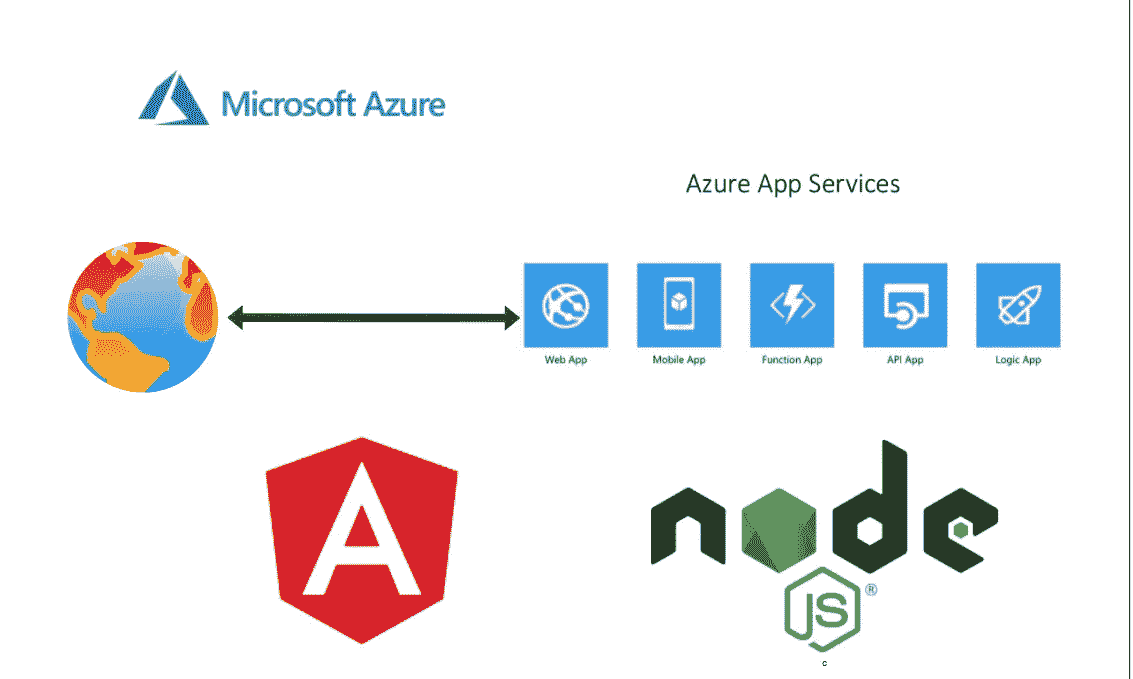 Microsoft Azure
Azure App Services
Web App
Mobile App
Function App
API App
Logic App
A
node
JS®
c